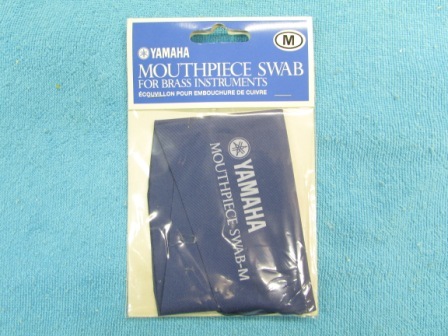 M
YAMAHA
MOUTHPIECE SWAB
FOR BRASS INSTRUMENTS
ÉCOUVILLON POUR EMBOUCHURE DE CUIVRE
YAMAHA
MOUTHPIECE SWAB-M